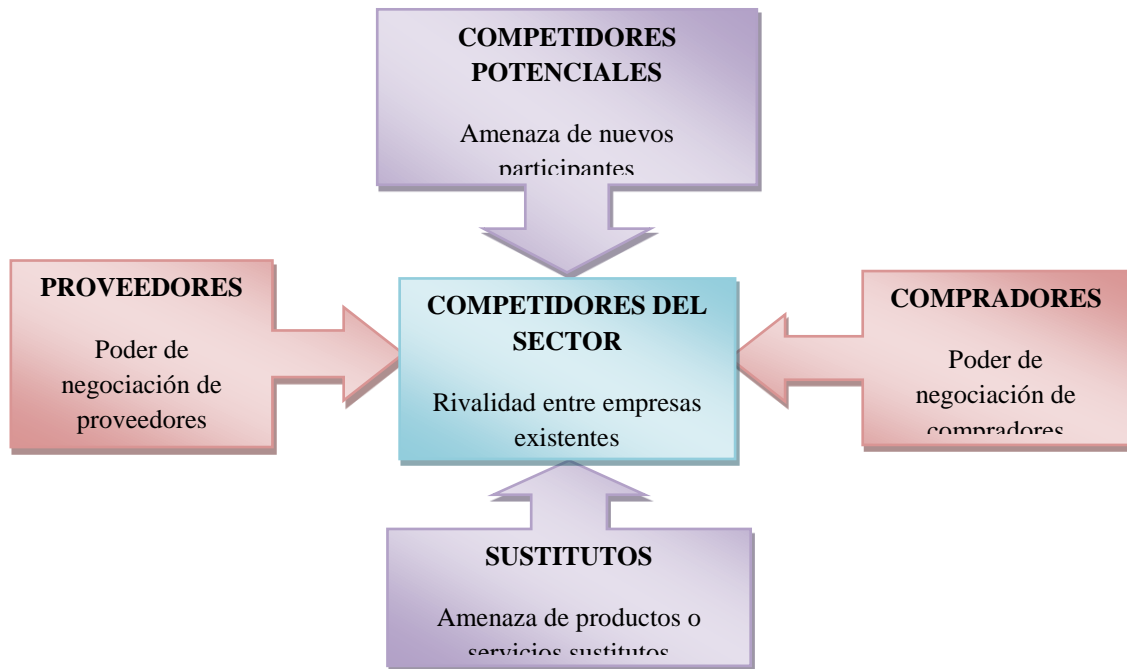 COMPETIDORES
POTENCIALES
Amenaza de nuevos
participantes
PROVEEDORES
Poder de
negociación de
proveedores
COMPETIDORES DEL
SECTOR
Rivalidad entre empresas
existentes
COMPRADORES
Poder de
negociación de
compradores
SUSTITUTOS
Amenaza de productos o
servicios sustitutos